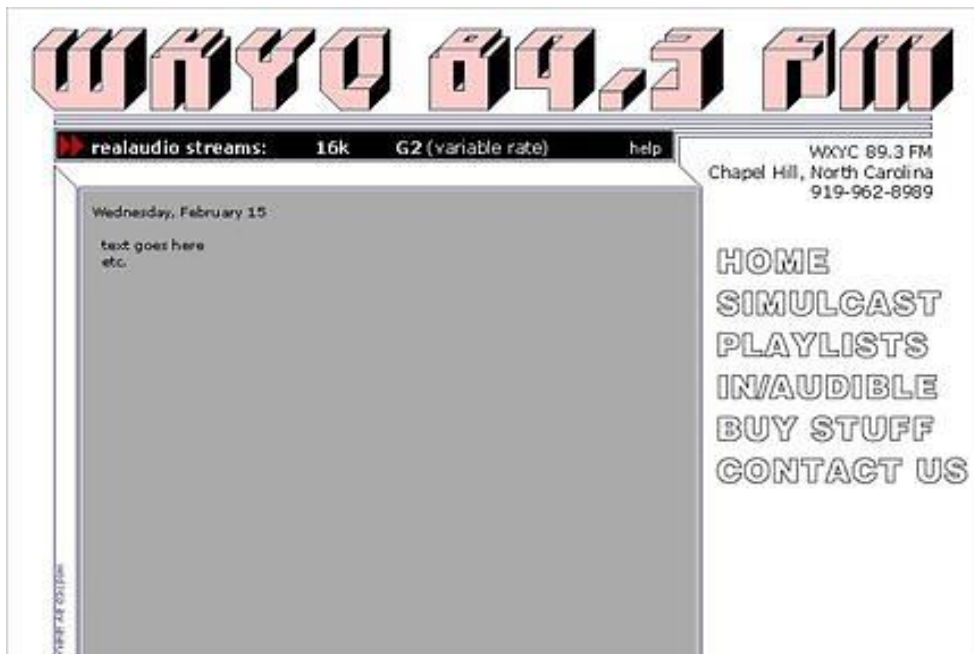 WXYC 89.3 FM
realaudio streams: 16k G2 (variable rate) help
WXYC 89.3 FM
Chapel Hill, North Carolina
919-962-8989
Wednesday, February 15
text goes here
etc.
HOME
SIMULCAST
PLAYLISTS
IN/AUDIBLE
BUY STUFF
CONTACT US